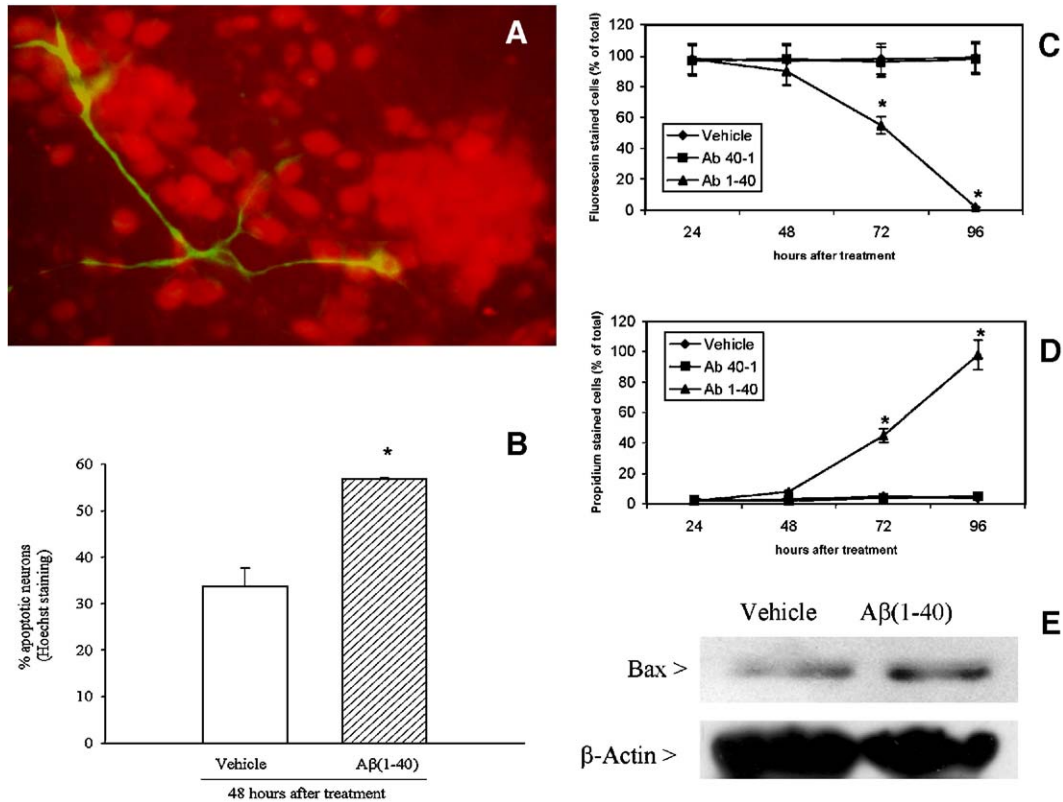 A
B
% apoptotic neurons
(Hoechst staining)
60
50
40
30
20
10
0
Vehicle
Aβ(1-40)
48 hours after treatment
C
Fluorescein stained cells (% of total)
120
100
80
60
40
20
0
*
*
Vehicle
Ab 40-1
Ab 1-40
24
48
72
96
hours after treatment
D
Propidium stained cells (% of total)
120
100
80
60
40
20
0
*
*
Vehicle
Ab 40-1
Ab 1-40
24
48
72
96
hours after treatment
E
Vehicle Aβ(1-40)
Bax >
β-Actin >
*